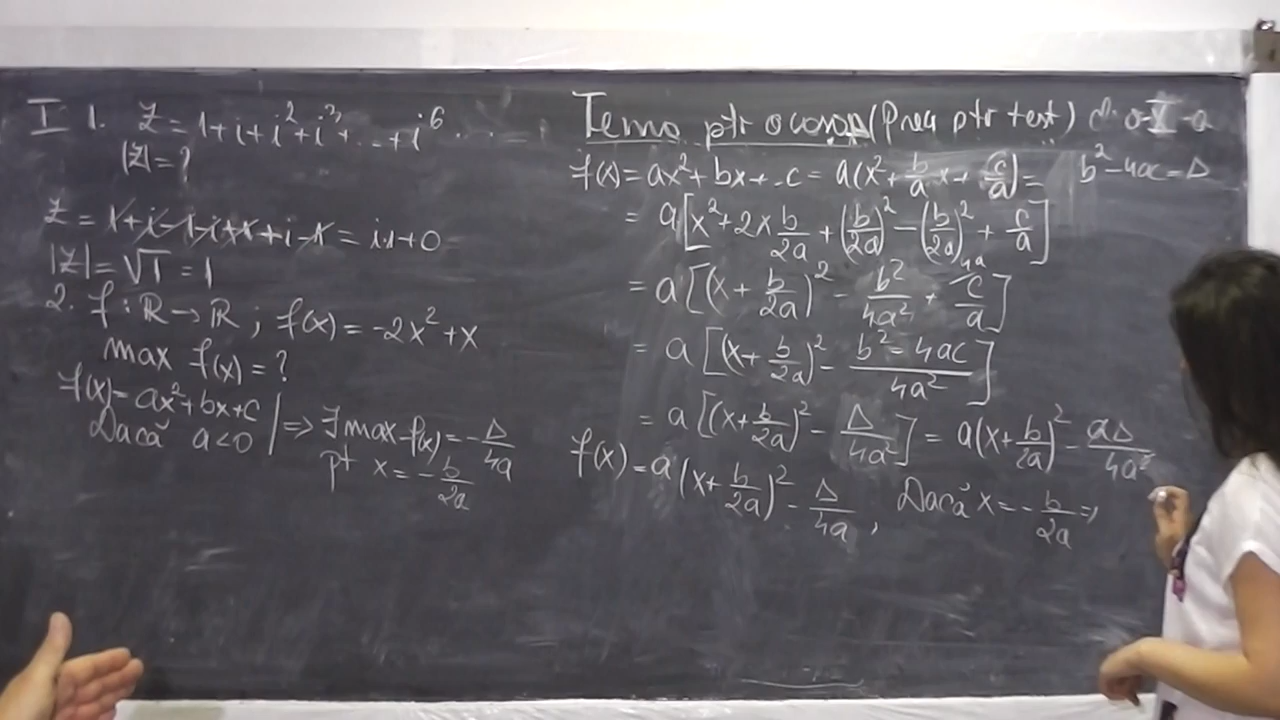 I 1. Z = 1+i+i²+i³+...+i⁶
|Z| = ?
Z = 1+i-1-i+1+i-1 = i·1+0
|Z| = √1 = 1
2. f : ℝ → ℝ ; f(x) = -2x²+x
max f(x) = ?
f(x) = ax²+bx+c
Dacă a<0 | ⇒ ∃ max f(x) = -Δ/4a
pt x = -b/2a
Temă ptr acasă (Preg ptr test) cl. a-X-a
f(x) = ax²+bx+c = a(x²+b/a x+c/a) = b²-4ac = Δ
= a[x²+2x b/2a+(b/2a)²-(b/2a)²+c/a]
= a[(x+b/2a)²-b²/4a²+c/a]
= a[(x+b/2a)²-(b²-4ac)/4a²]
= a[(x+b/2a)²-Δ/4a²] = a(x+b/2a)²-aΔ/4a²
f(x) = a(x+b/2a)²-Δ/4a, Dacă x = -b/2a ⇒